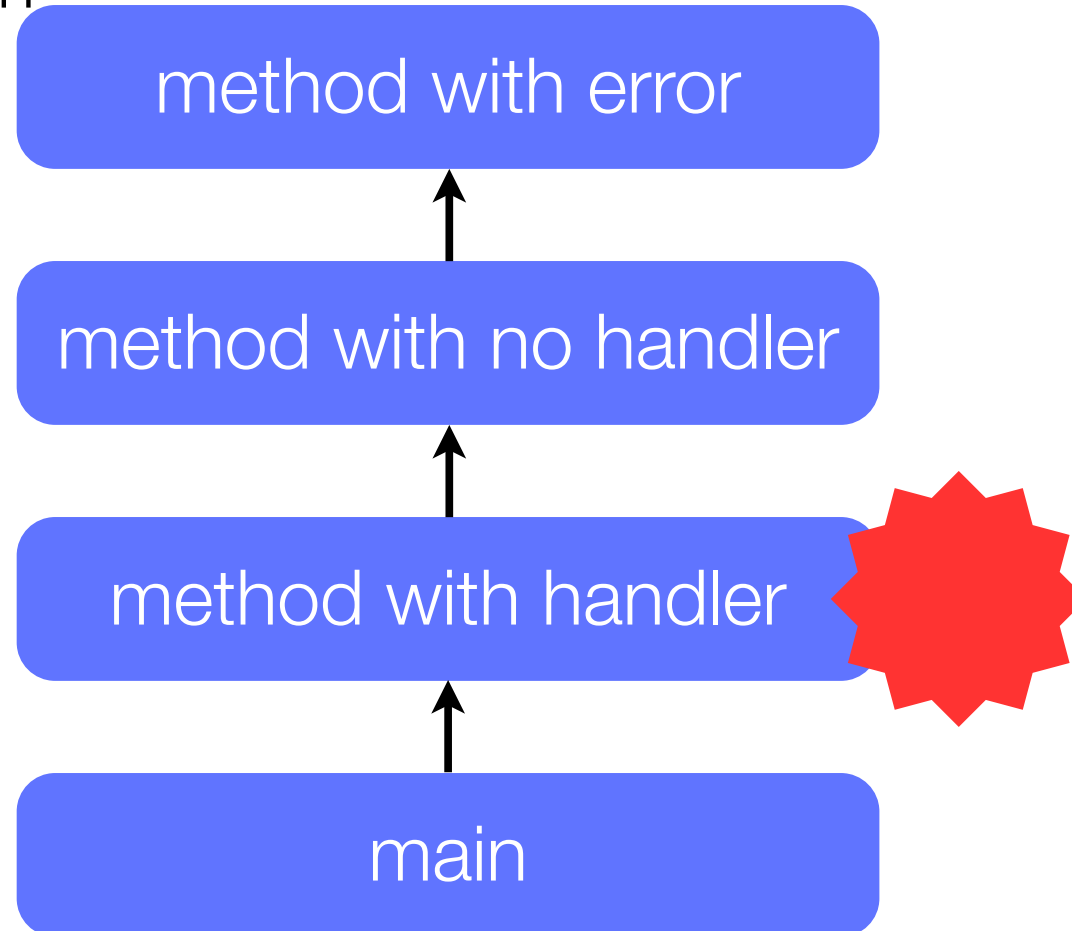 method with error
method with no handler
method with handler
main